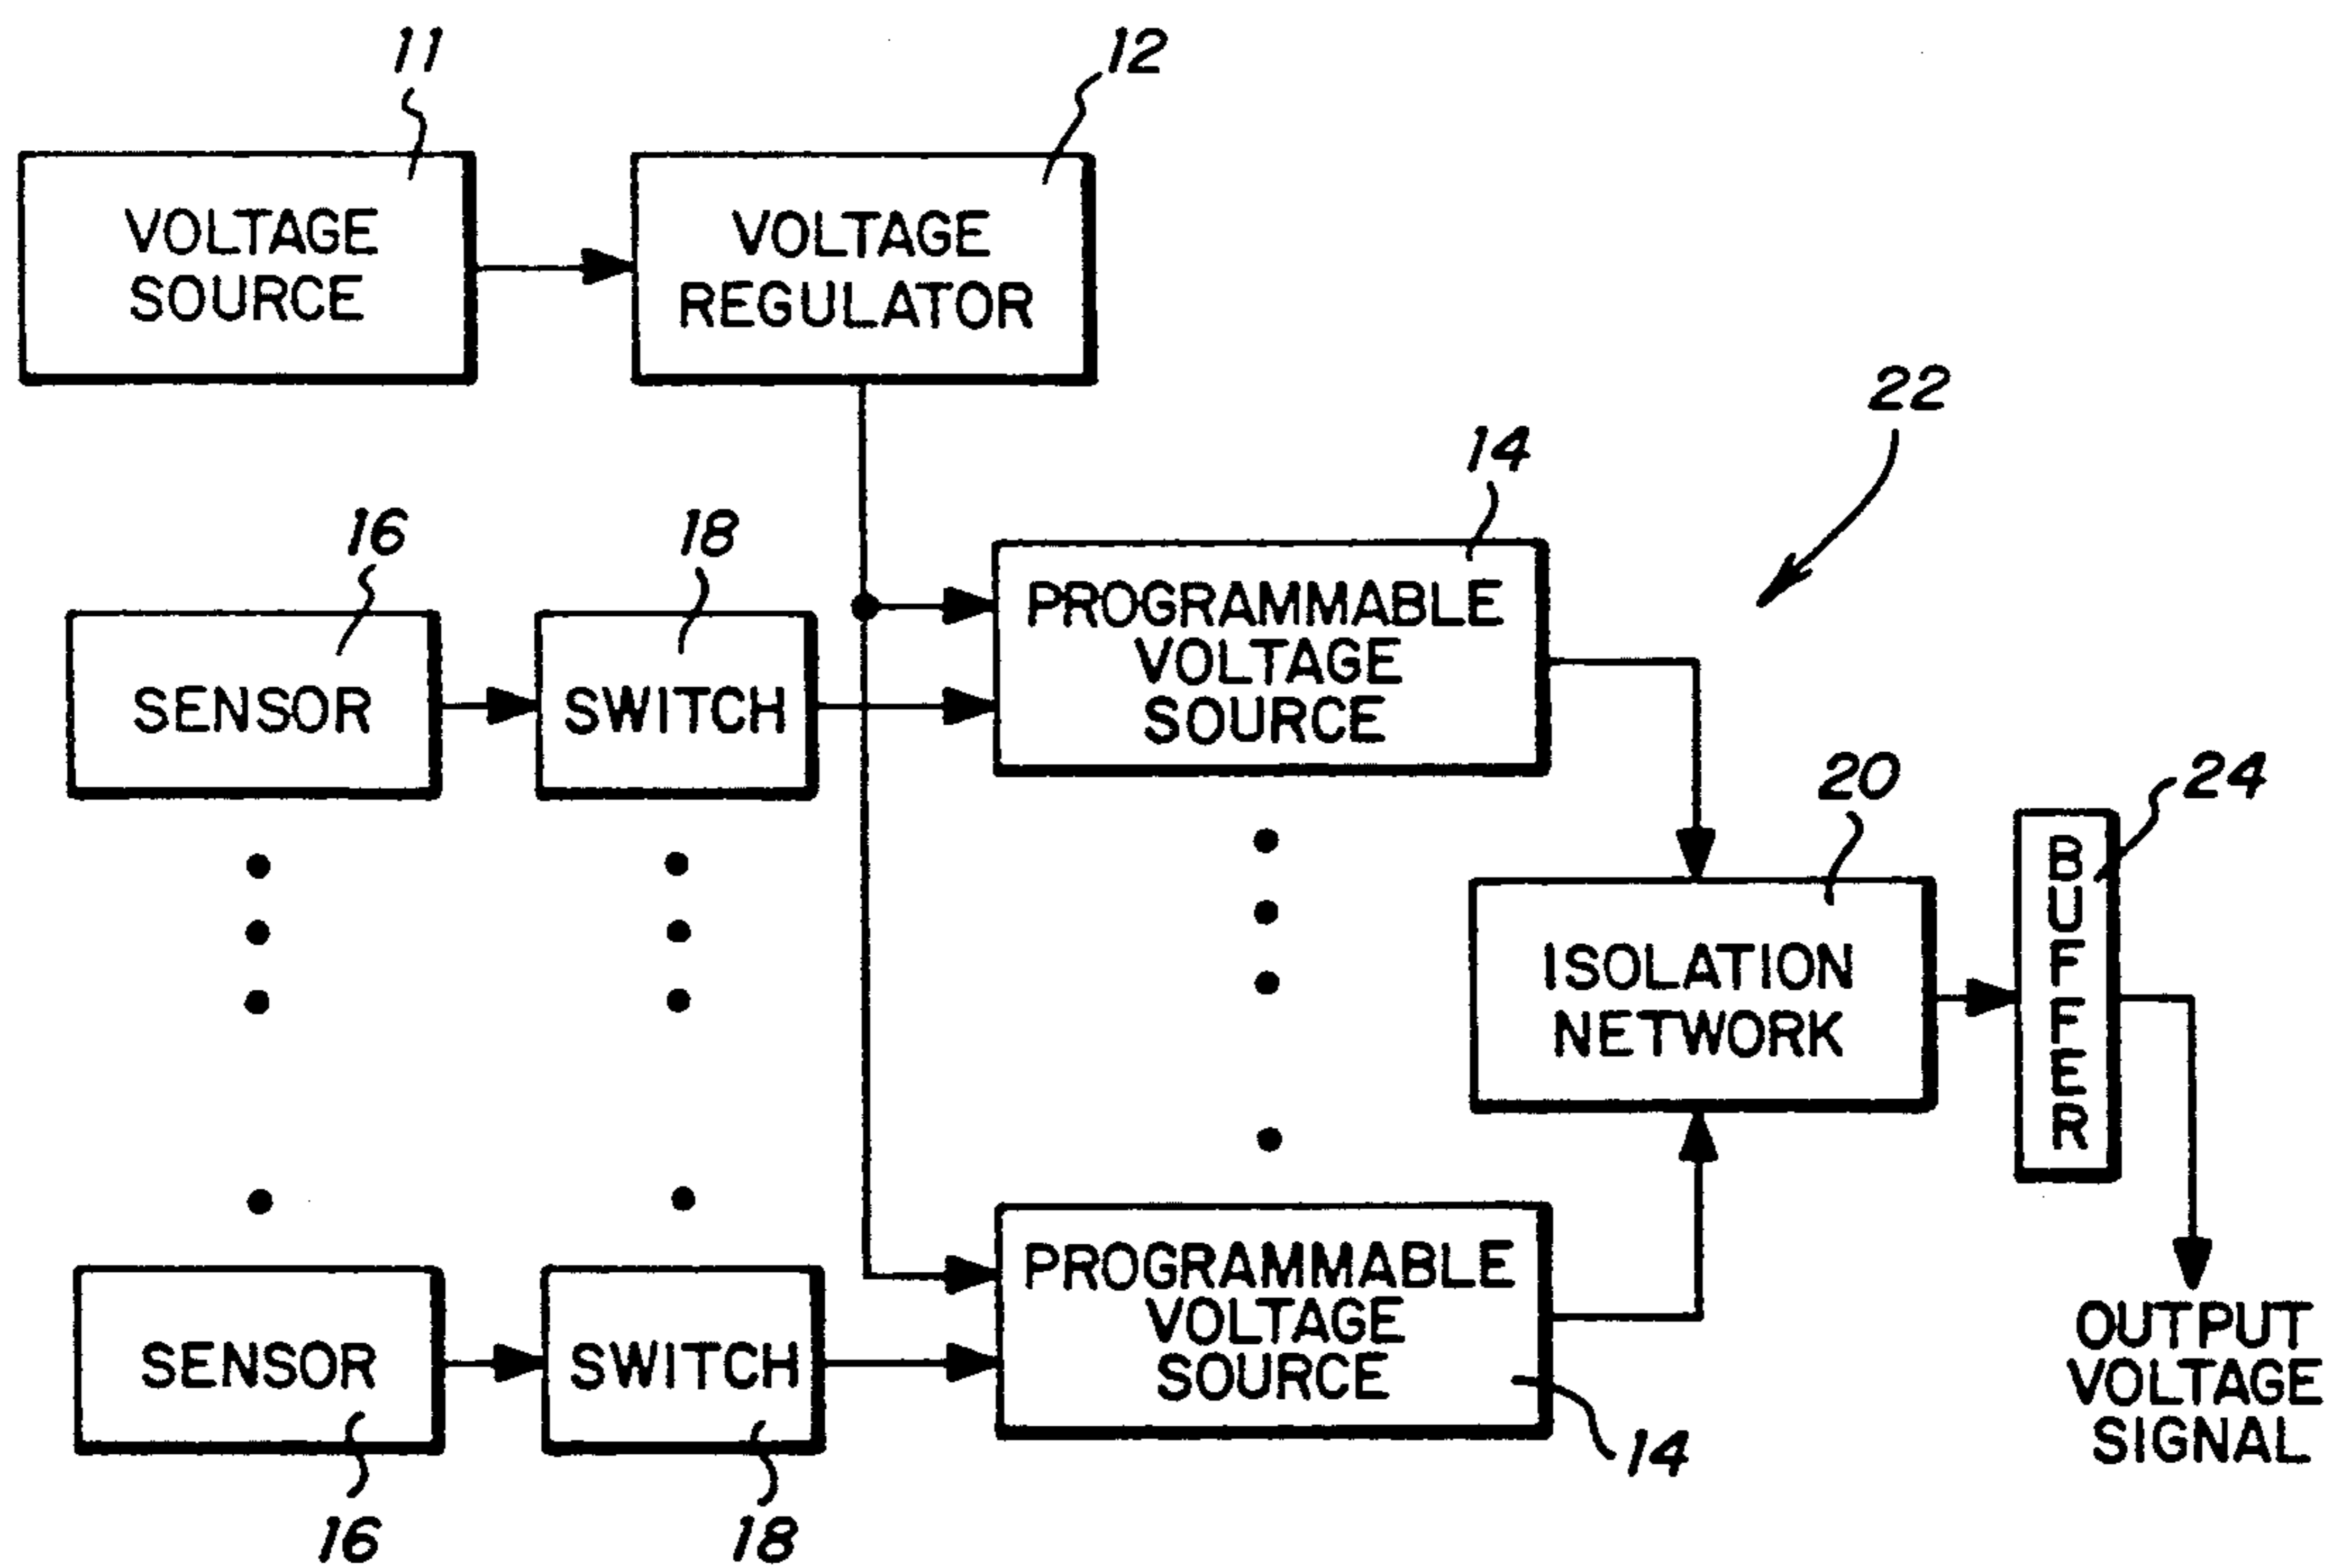 11
12
VOLTAGE
SOURCE
VOLTAGE
REGULATOR
22
14
16
18
PROGRAMMABLE
VOLTAGE
SOURCE
SENSOR
SWITCH
20
24
BUFFER
ISOLATION
NETWORK
PROGRAMMABLE
VOLTAGE
SOURCE
SENSOR
SWITCH
OUTPUT
VOLTAGE
SIGNAL
14
16
18